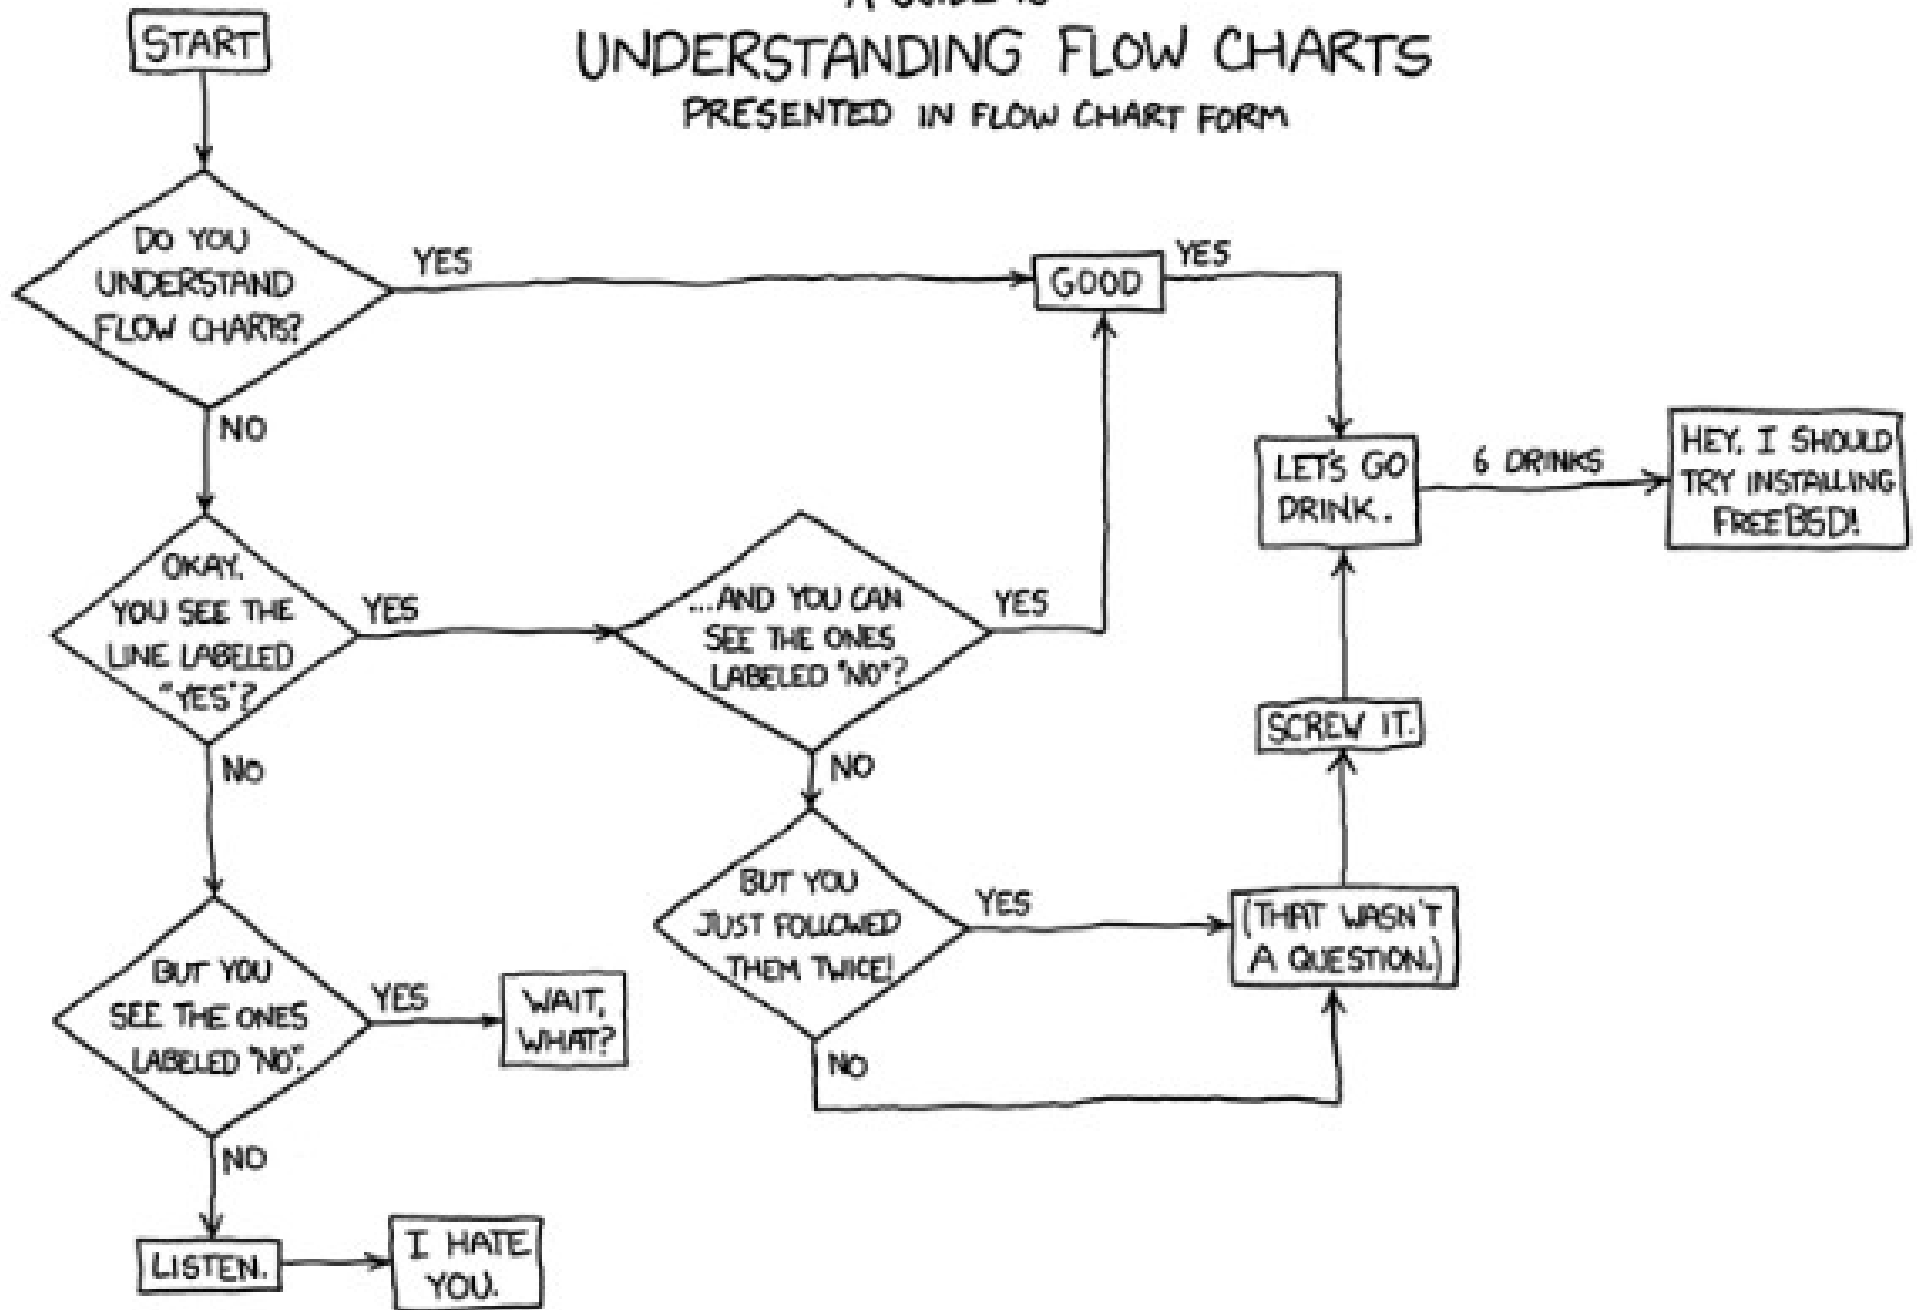 A GUIDE TO
UNDERSTANDING FLOW CHARTS
PRESENTED IN FLOW CHART FORM
START
DO YOU
UNDERSTAND
FLOW CHARTS?
YES
GOOD
YES
NO
LET'S GO
DRINK.
6 DRINKS
HEY, I SHOULD
TRY INSTALLING
FREEBSD!
OKAY.
YOU SEE THE
LINE LABELED
"YES"?
YES
...AND YOU CAN
SEE THE ONES
LABELED "NO"?
YES
NO
NO
SCREW IT.
BUT YOU
JUST FOLLOWED
THEM TWICE!
YES
(THAT WASN'T
A QUESTION.)
NO
BUT YOU
SEE THE ONES
LABELED "NO".
YES
WAIT,
WHAT?
NO
LISTEN.
I HATE
YOU.